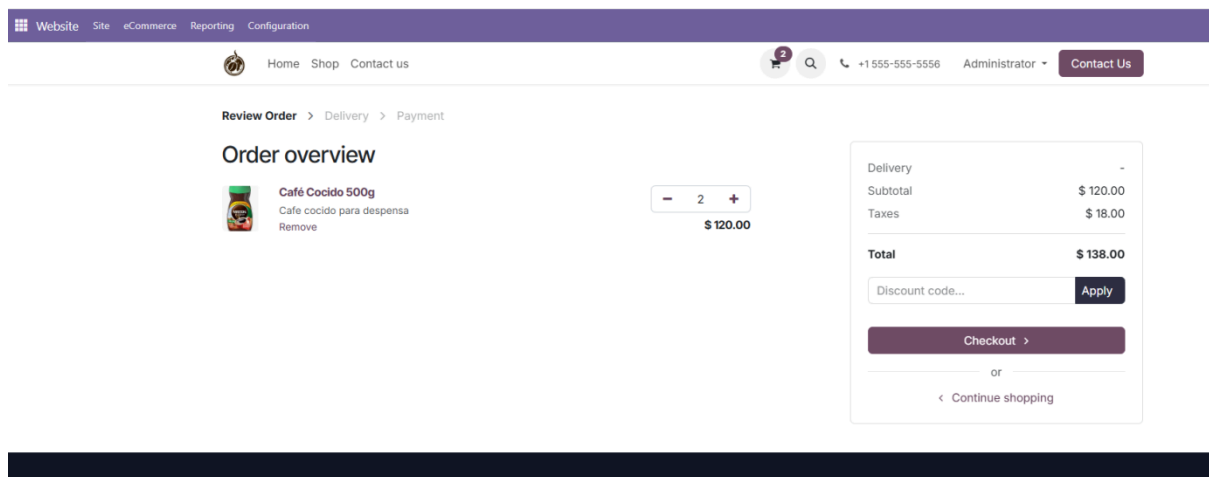 Website Site eCommerce Reporting Configuration
Home Shop Contact us 2 +1 555-555-5556 Administrator Contact Us
Review Order > Delivery > Payment
Order overview
Café Cocido 500g
Cafe cocido para despensa
Remove
- 2 +
$ 120.00
Delivery -
Subtotal $ 120.00
Taxes $ 18.00
Total $ 138.00
Discount code... Apply
Checkout >
or
< Continue shopping